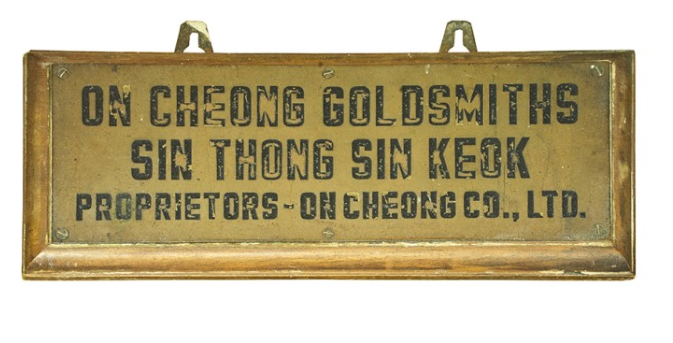 ON CHEONG GOLDSMITHS
SIN THONG SIN KEOK
PROPRIETORS-ON CHEONG CO., LTD.